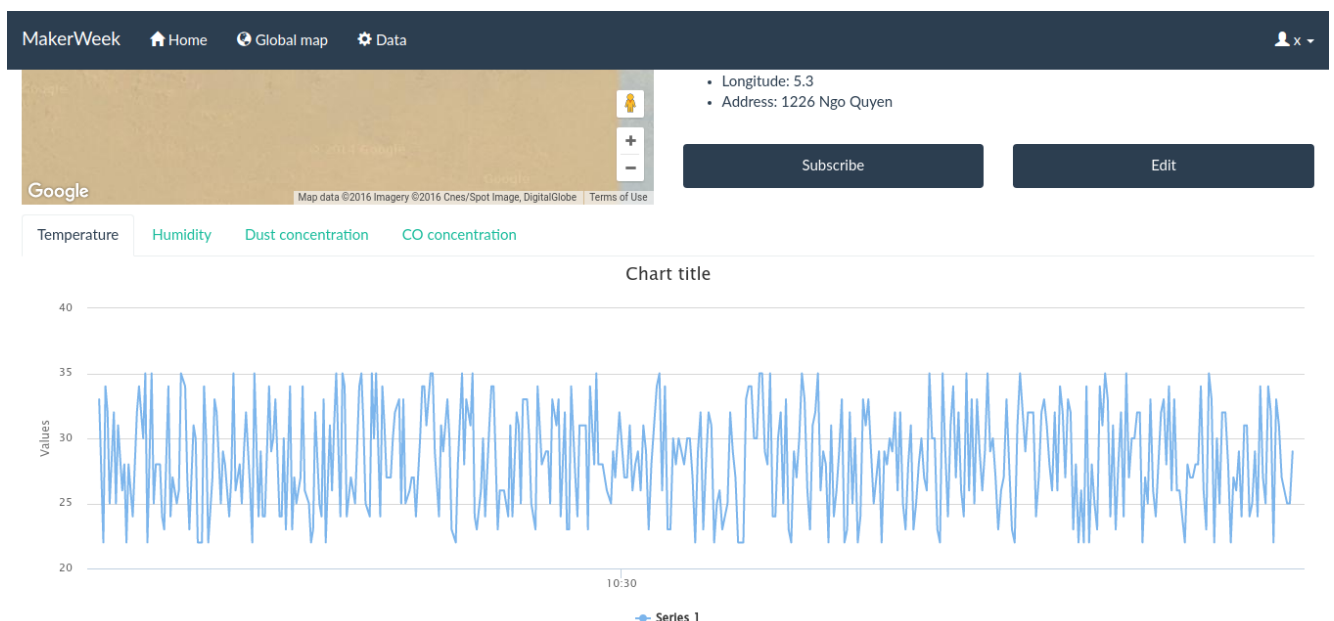 MakerWeek Home Global map Data x
Longitude: 5.3
Address: 1226 Ngo Quyen
Subscribe Edit
Google
Map data ©2016 Imagery ©2016 Cnes/Spot Image, DigitalGlobe Terms of Use
Temperature Humidity Dust concentration CO concentration
Chart title
40
35
30
25
20
Values
10:30
Series 1